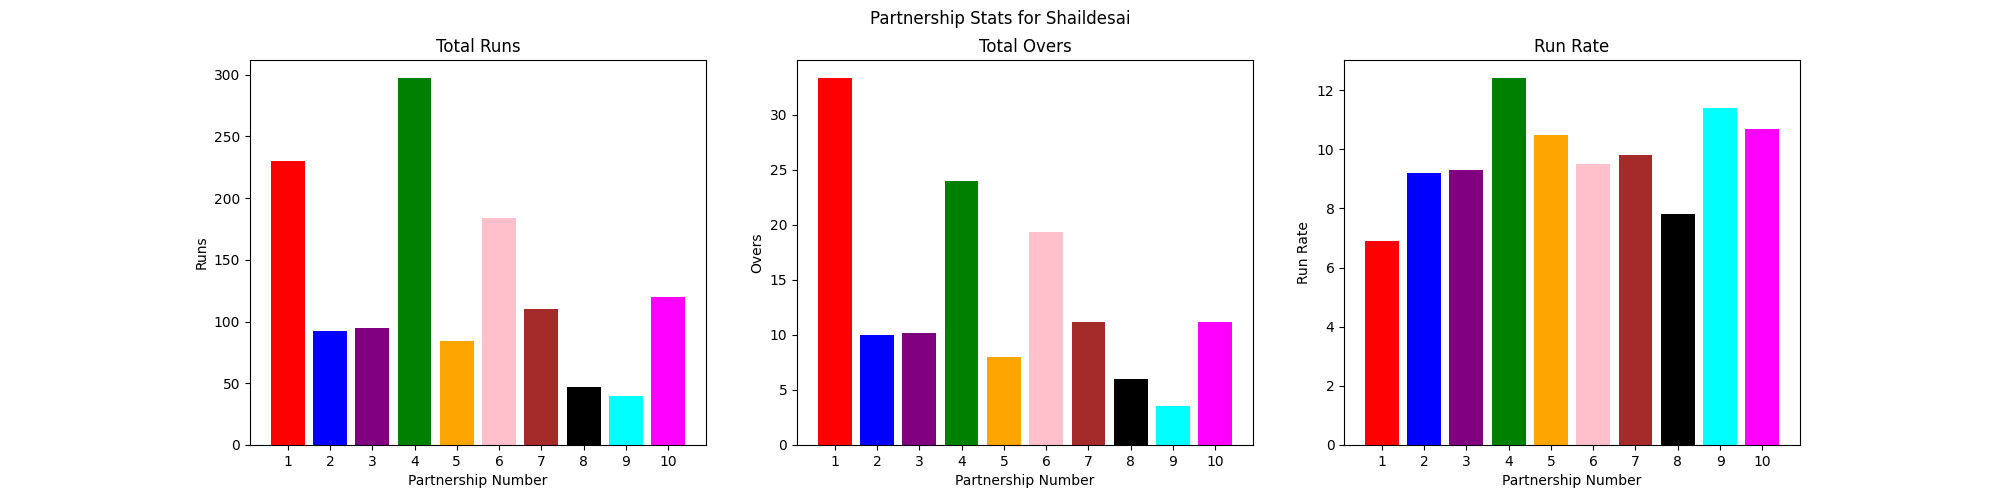 Partnership Stats for Shaildesai
Total Runs
Runs
300
250
200
150
100
50
0
1 2 3 4 5 6 7 8 9 10
Partnership Number
Total Overs
Overs
30
25
20
15
10
5
0
1 2 3 4 5 6 7 8 9 10
Partnership Number
Run Rate
Run Rate
12
10
8
6
4
2
0
1 2 3 4 5 6 7 8 9 10
Partnership Number